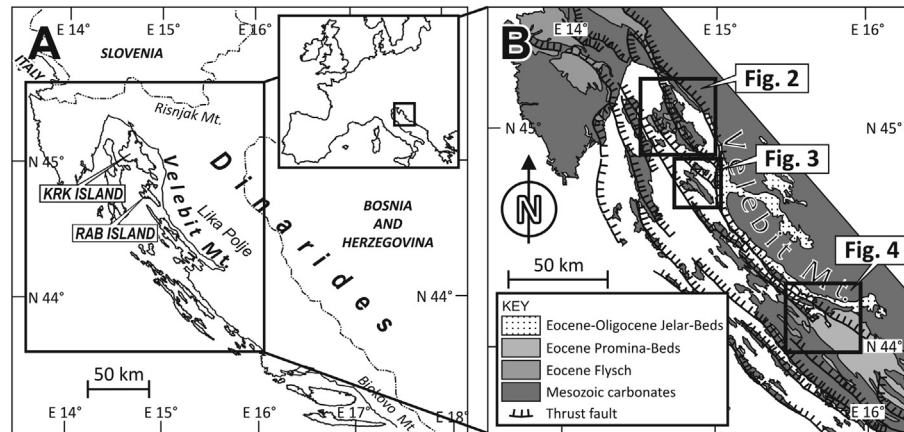 A
E 14°
E 15°
E 16°
SLOVENIA
ITALY
Risnjak Mt.
N 45°
KRK ISLAND
RAB ISLAND
Velebit Mt.
Lika Polje
Dinarides
BOSNIA
AND
HERZEGOVINA
N 44°
N 44°
50 km
Biokovo Mt.
E 14°
E 15°
E 16°
E 17°
E 18°
B
E 14°
E 15°
Fig. 2
N 45°
N 45°
Fig. 3
Velebit Mt.
N
50 km
Fig. 4
KEY
Eocene-Oligocene Jelar-Beds
Eocene Promina-Beds
Eocene Flysch
Mesozoic carbonates
Thrust fault
N 44°
E 15°
E 16°